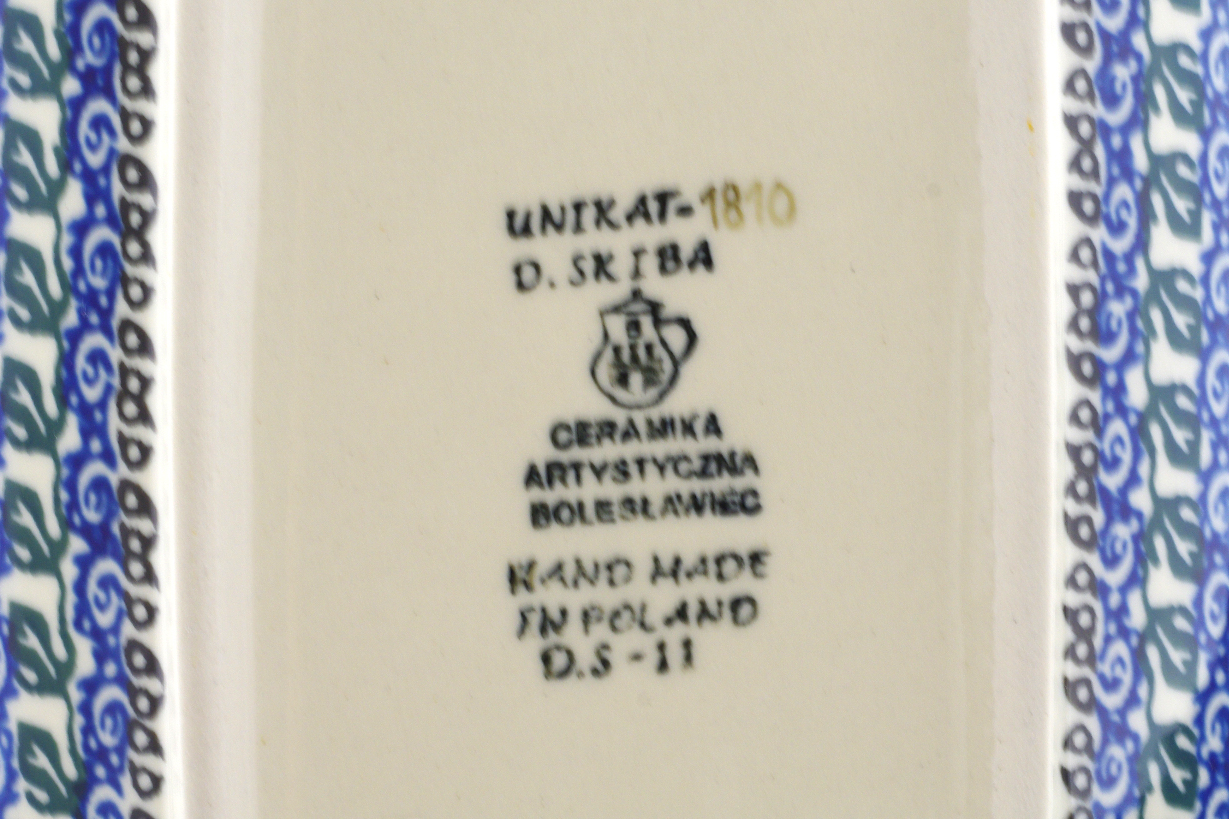 UNIKAT-1810
D. SKIBA
B
CERAMIKA
ARTYSTYCZNA
BOLESŁAWIEC
HAND MADE
IN POLAND
D.S -11